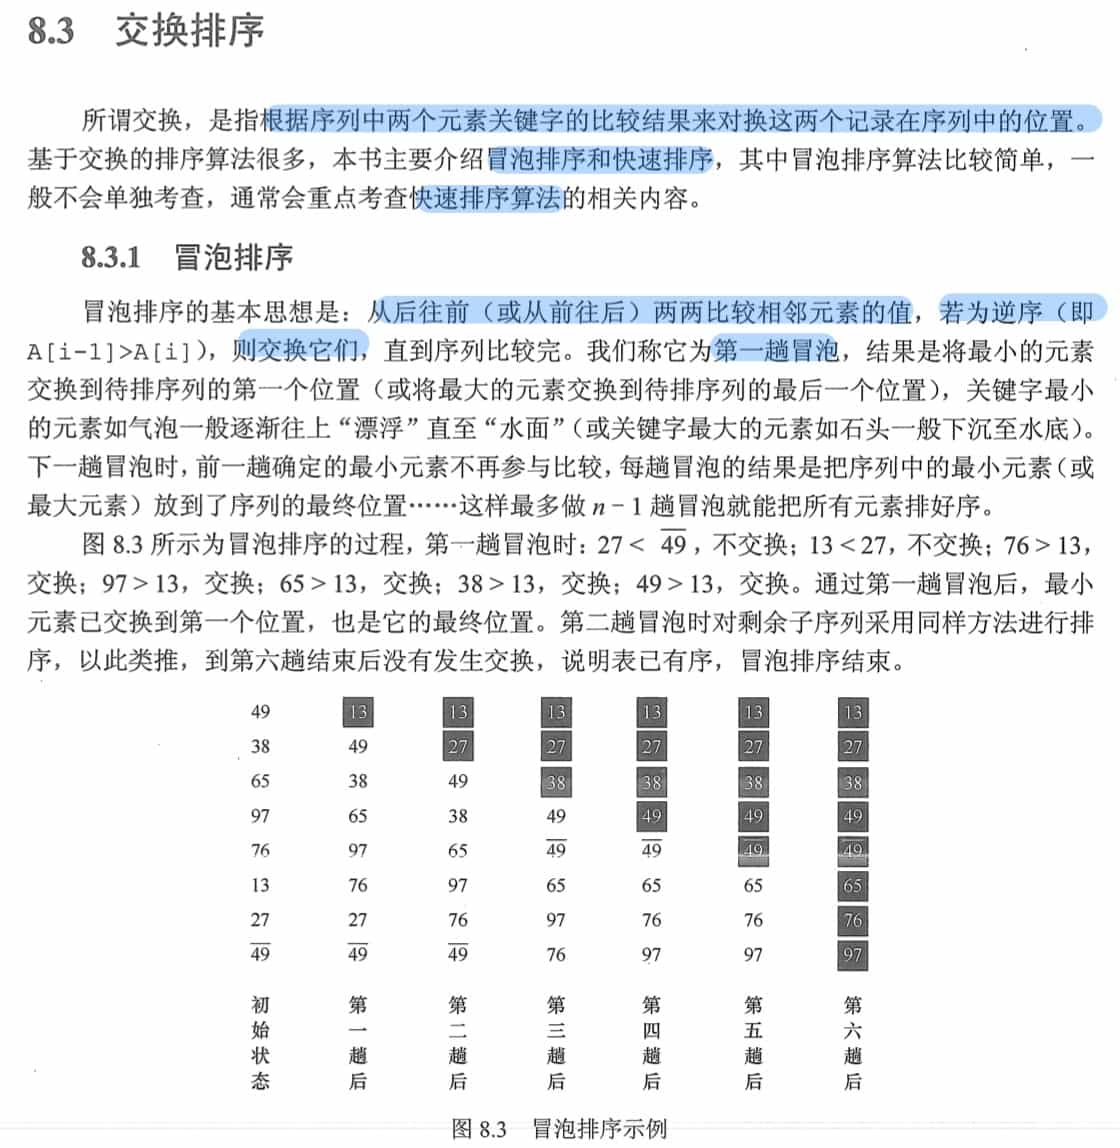 8.3 交换排序
所谓交换，是指根据序列中两个元素关键字的比较结果来对换这两个记录在序列中的位置。
基于交换的排序算法很多，本书主要介绍冒泡排序和快速排序，其中冒泡排序算法比较简单，一
般不会单独考查，通常会重点考查快速排序算法的相关内容。
8.3.1 冒泡排序
冒泡排序的基本思想是：从后往前（或从前往后）两两比较相邻元素的值，若为逆序（即
A[i-1]>A[i]），则交换它们，直到序列比较完。我们称它为第一趟冒泡，结果是将最小的元素
交换到待排序列的第一个位置（或将最大的元素交换到待排序列的最后一个位置），关键字最小
的元素如气泡一般逐渐往上“漂浮”直至“水面”（或关键字最大的元素如石头一般下沉至水底）。
下一趟冒泡时，前一趟确定的最小元素不再参与比较，每趟冒泡的结果是把序列中的最小元素（或
最大元素）放到了序列的最终位置……这样最多做 n − 1 趟冒泡就能把所有元素排好序。
图 8.3 所示为冒泡排序的过程，第一趟冒泡时：27 < 4̅9̅，不交换；13 < 27，不交换；76 > 13，
交换；97 > 13，交换；65 > 13，交换；38 > 13，交换；49 > 13，交换。通过第一趟冒泡后，最小
元素已交换到第一个位置，也是它的最终位置。第二趟冒泡时对剩余子序列采用同样方法进行排
序，以此类推，到第六趟结束后没有发生交换，说明表已有序，冒泡排序结束。
49 13 13 13 13 13 13
38 49 27 27 27 27 27
65 38 49 38 38 38 38
97 65 38 49 49 49 49
76 97 65 4̅9̅ 4̅9̅ 4̅9̅ 4̅9̅
13 76 97 65 65 65 65
27 27 76 97 76 76 76
4̅9̅ 4̅9̅ 4̅9̅ 76 97 97 97
初始状态 第一趟后 第二趟后 第三趟后 第四趟后 第五趟后 第六趟后
图 8.3 冒泡排序示例